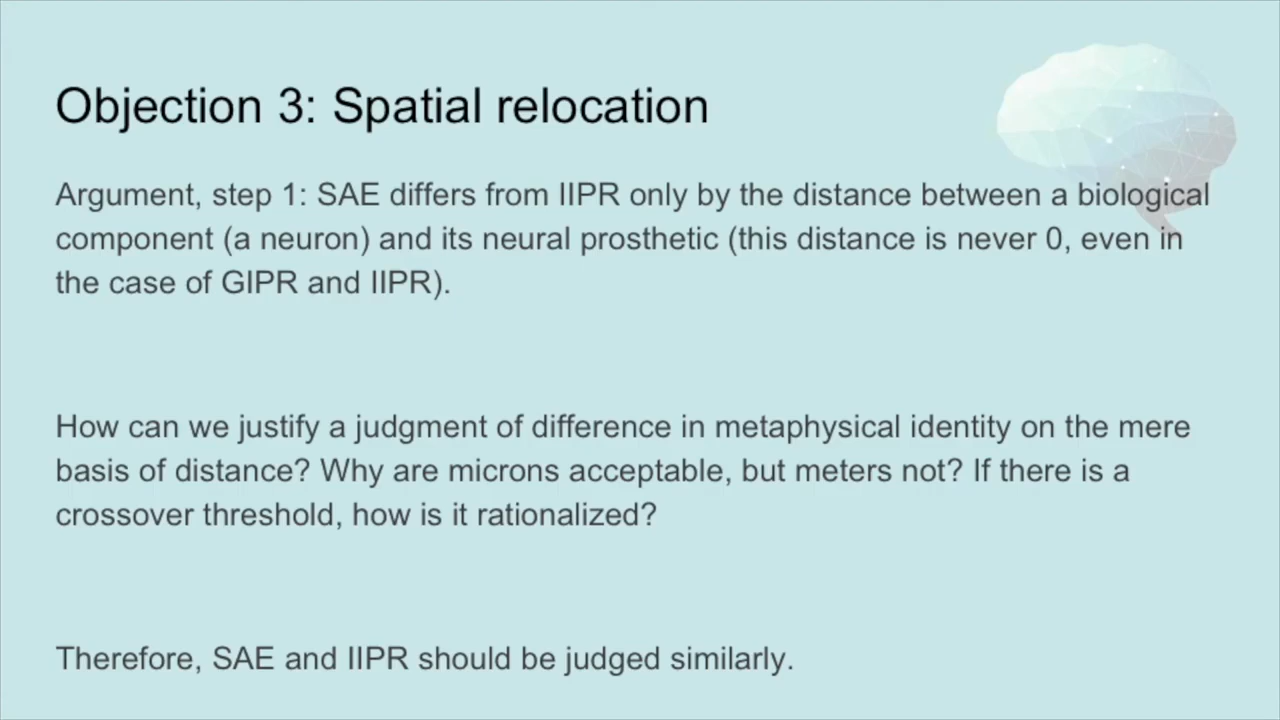 Objection 3: Spatial relocation
Argument, step 1: SAE differs from IIPR only by the distance between a biological
component (a neuron) and its neural prosthetic (this distance is never 0, even in
the case of GIPR and IIPR).
How can we justify a judgment of difference in metaphysical identity on the mere
basis of distance? Why are microns acceptable, but meters not? If there is a
crossover threshold, how is it rationalized?
Therefore, SAE and IIPR should be judged similarly.